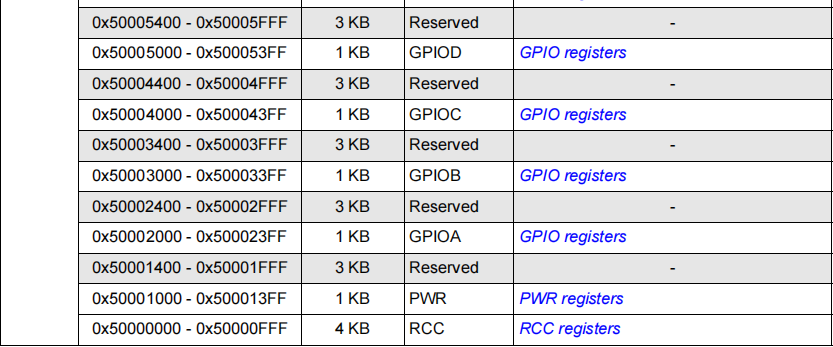 0x50005400 - 0x50005FFF 3 KB Reserved -
0x50005000 - 0x500053FF 1 KB GPIOD GPIO registers
0x50004400 - 0x50004FFF 3 KB Reserved -
0x50004000 - 0x500043FF 1 KB GPIOC GPIO registers
0x50003400 - 0x50003FFF 3 KB Reserved -
0x50003000 - 0x500033FF 1 KB GPIOB GPIO registers
0x50002400 - 0x50002FFF 3 KB Reserved -
0x50002000 - 0x500023FF 1 KB GPIOA GPIO registers
0x50001400 - 0x50001FFF 3 KB Reserved -
0x50001000 - 0x500013FF 1 KB PWR PWR registers
0x50000000 - 0x50000FFF 4 KB RCC RCC registers